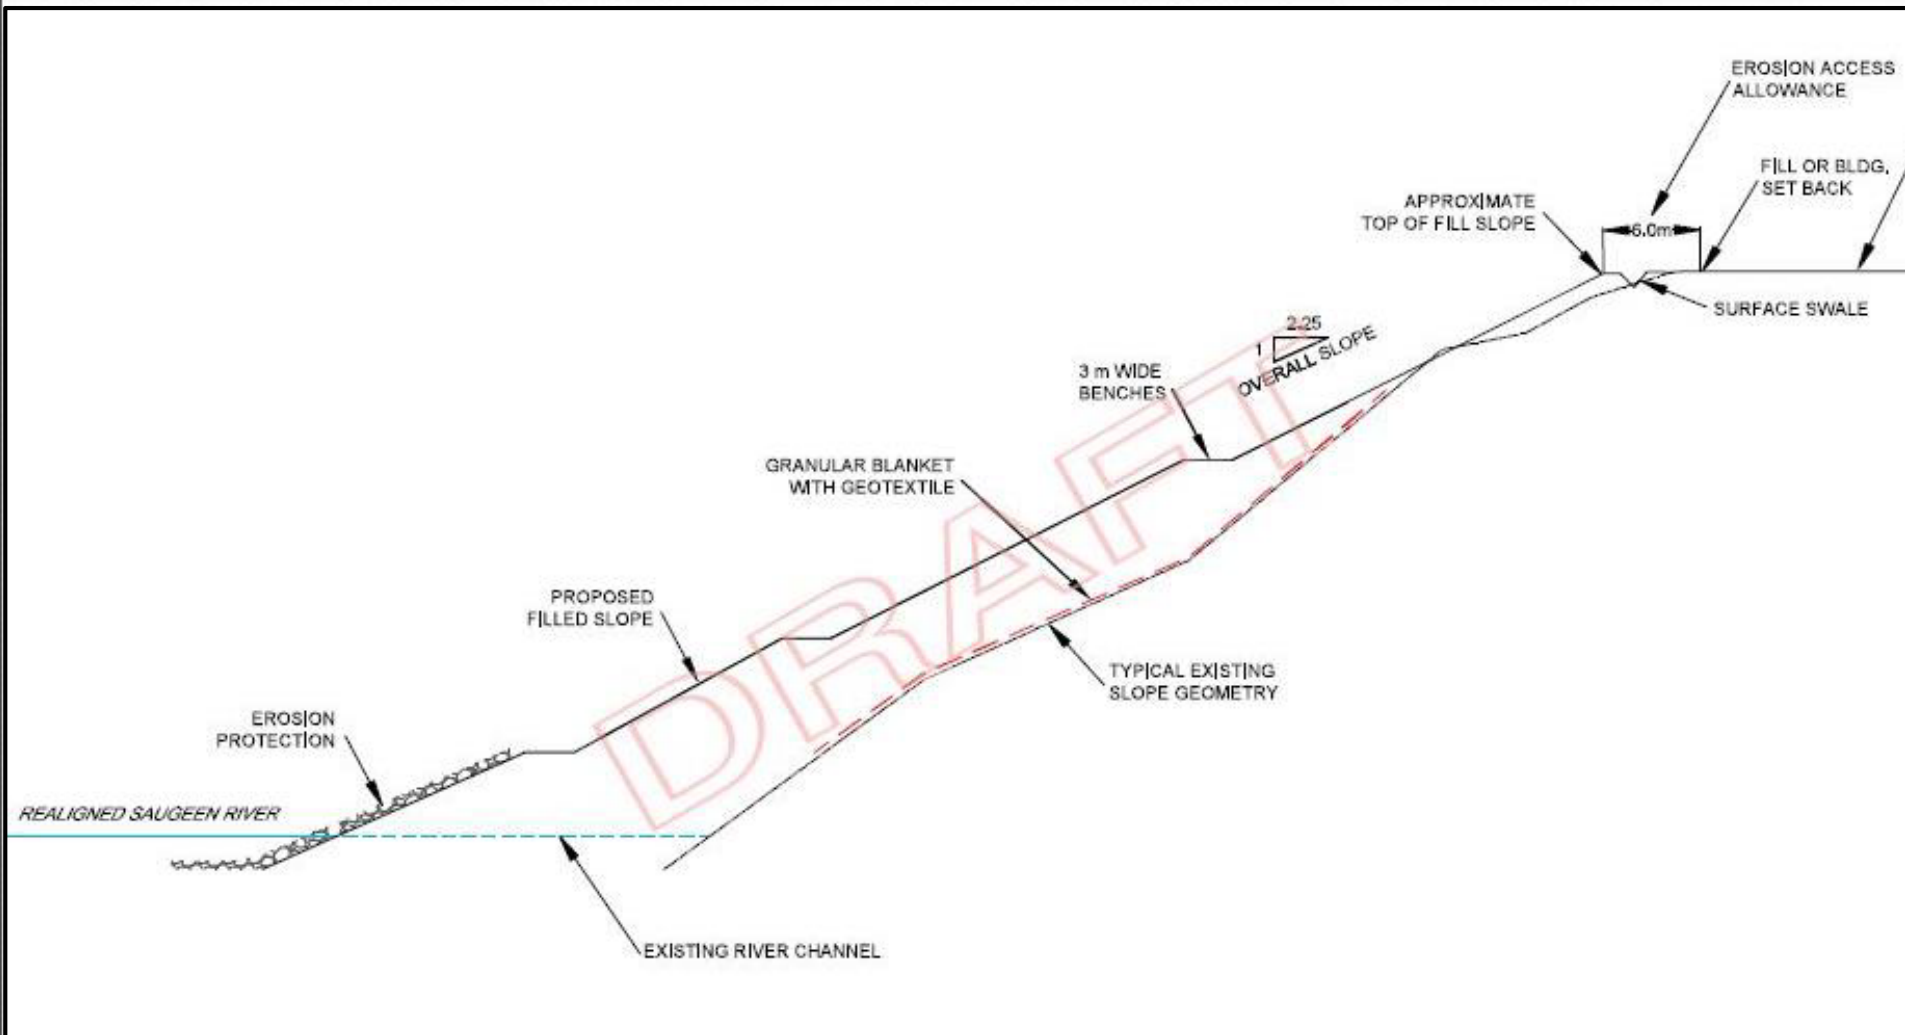 EROSION ACCESS
ALLOWANCE
FILL OR BLDG.
SET BACK
APPROXIMATE
TOP OF FILL SLOPE
6.0m
SURFACE SWALE
2.25
1
OVERALL SLOPE
3 m WIDE
BENCHES
GRANULAR BLANKET
WITH GEOTEXTILE
DRAFT
PROPOSED
FILLED SLOPE
TYPICAL EXISTING
SLOPE GEOMETRY
EROSION
PROTECTION
REALIGNED SAUGEEN RIVER
EXISTING RIVER CHANNEL